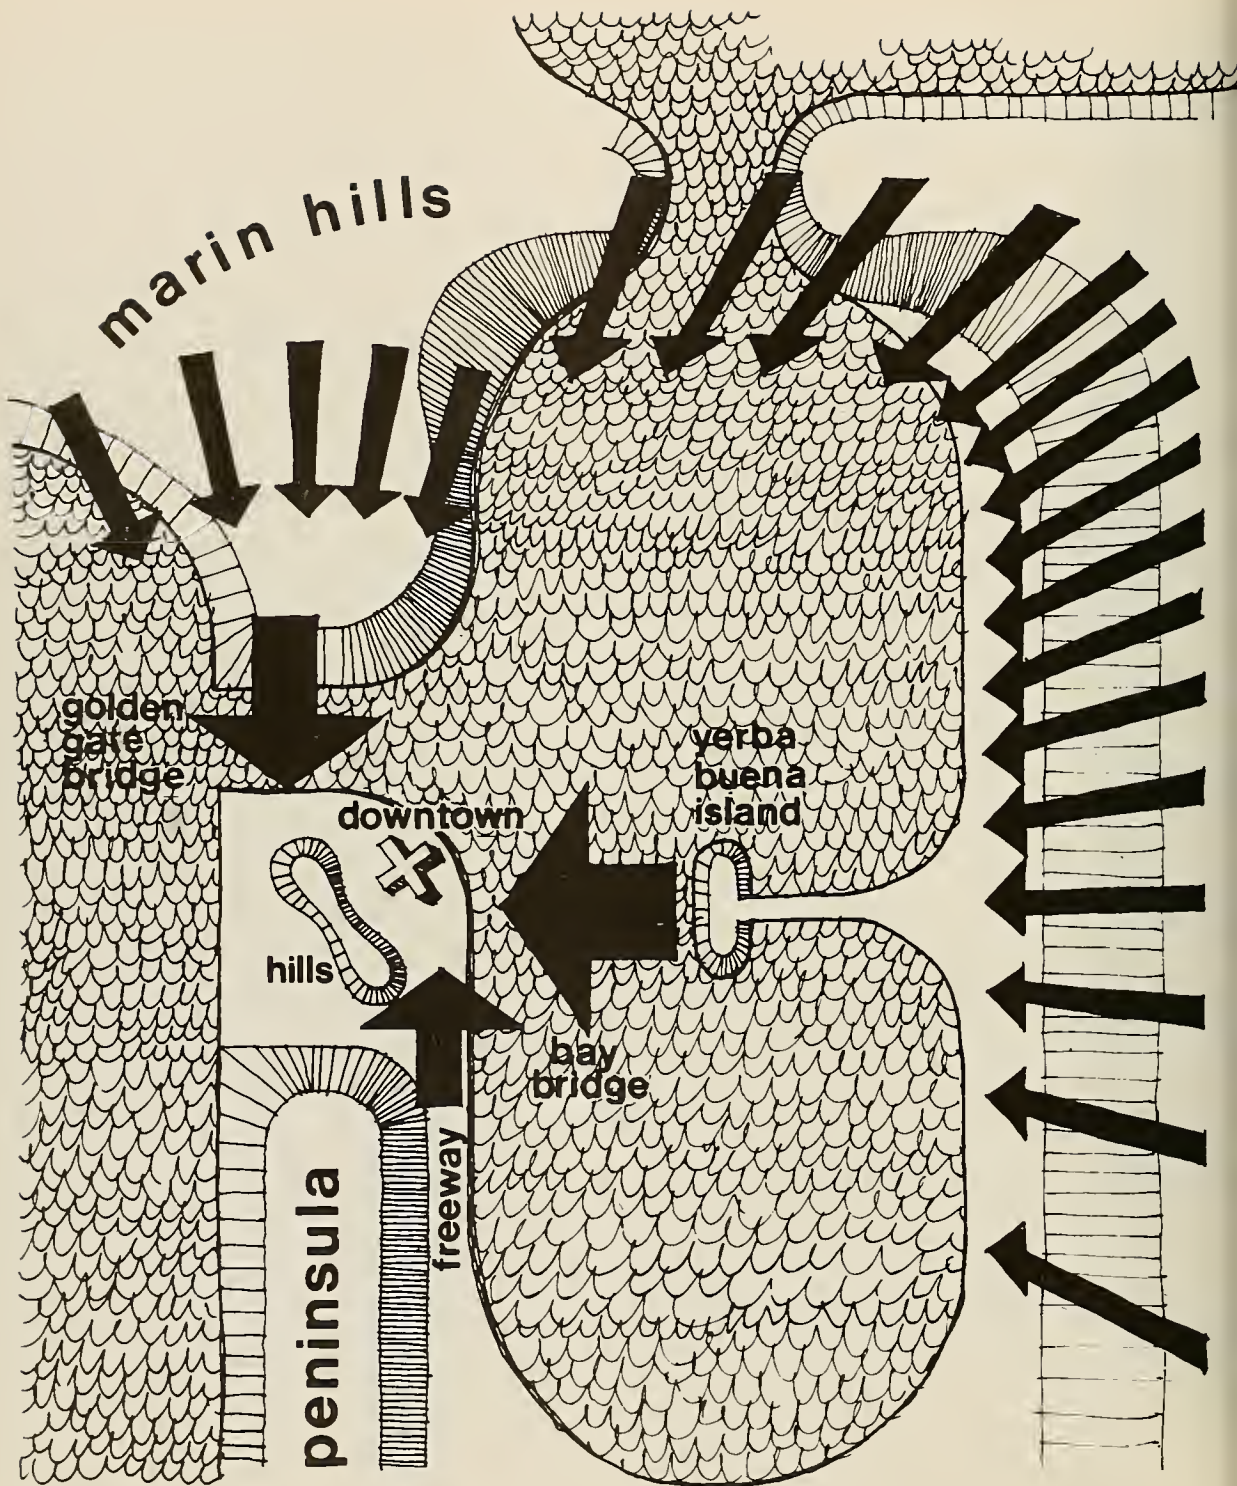 marin hills
golden
gate
bridge
yerba
buena
island
downtown
hills
bay
bridge
freeway
peninsula